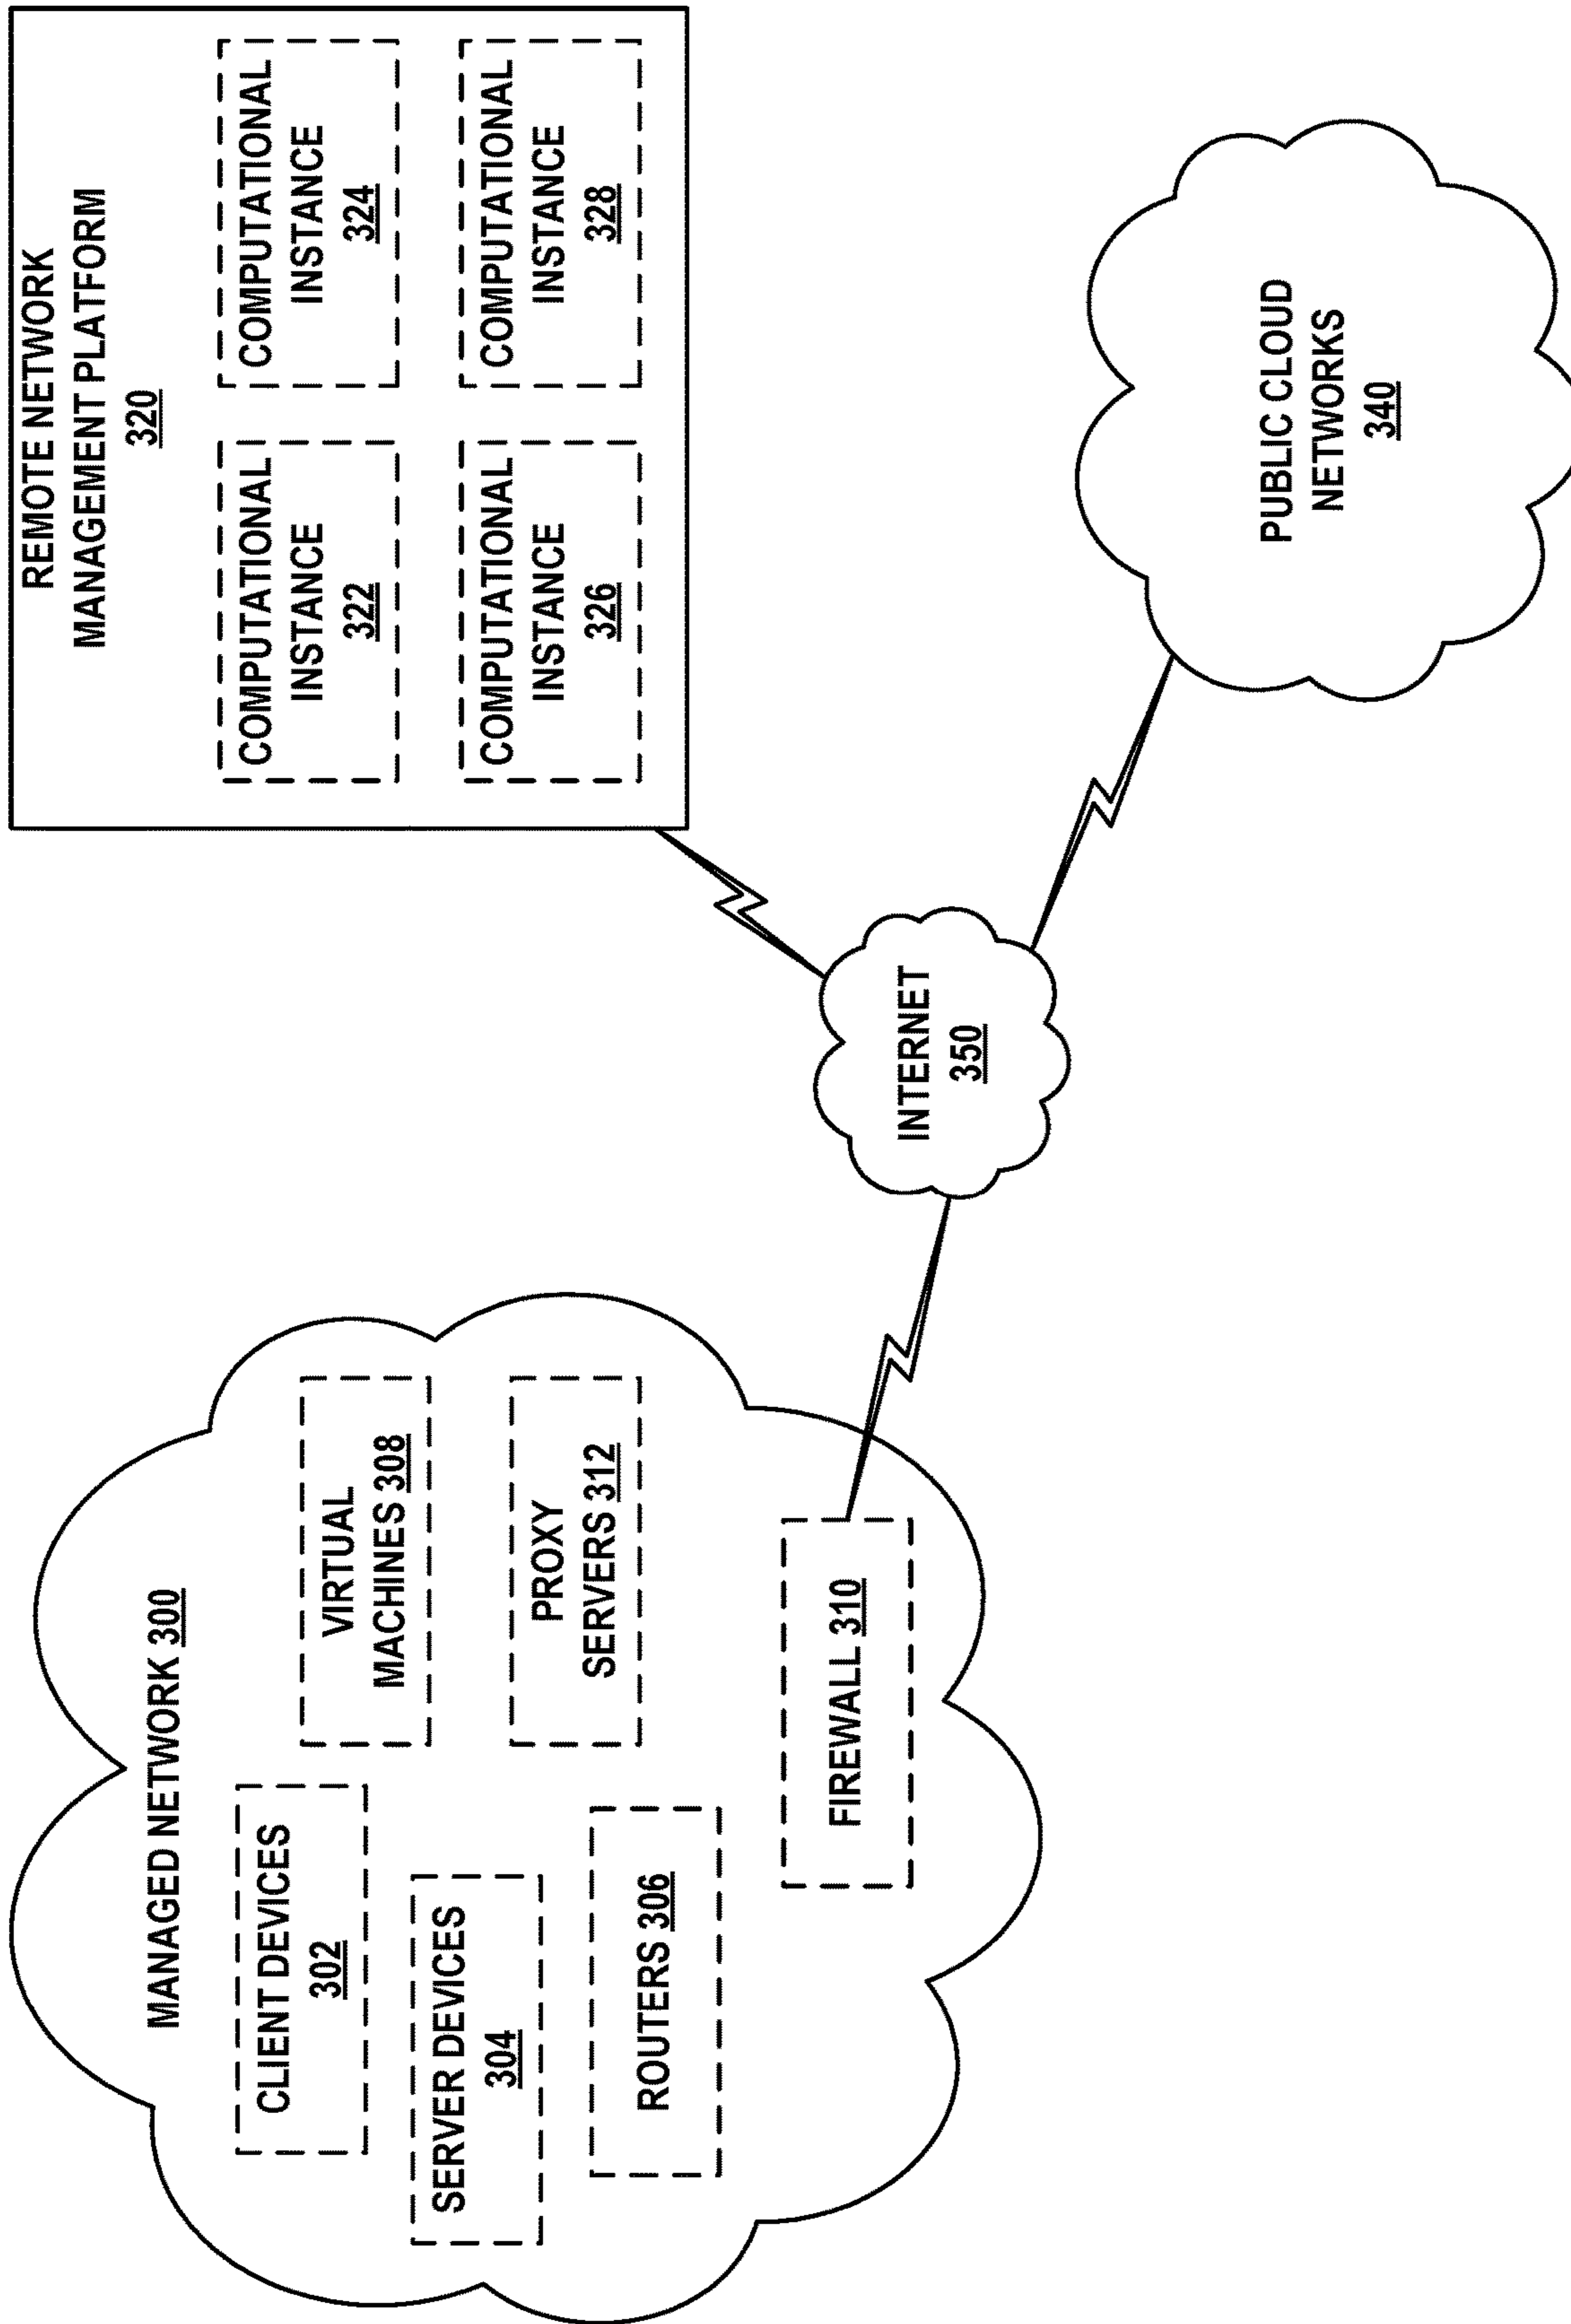 MANAGED NETWORK 300
CLIENT DEVICES
302
SERVER DEVICES
304
ROUTERS 306
VIRTUAL
MACHINES 308
PROXY
SERVERS 312
FIREWALL 310
INTERNET
350
REMOTE NETWORK
MANAGEMENT PLATFORM
320
COMPUTATIONAL
INSTANCE
322
COMPUTATIONAL
INSTANCE
324
COMPUTATIONAL
INSTANCE
326
COMPUTATIONAL
INSTANCE
328
PUBLIC CLOUD
NETWORKS
340